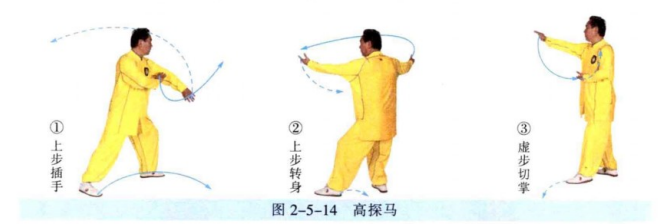 ① 上步插手
② 上步转身
③ 虚步切掌
图 2-5-14 高探马